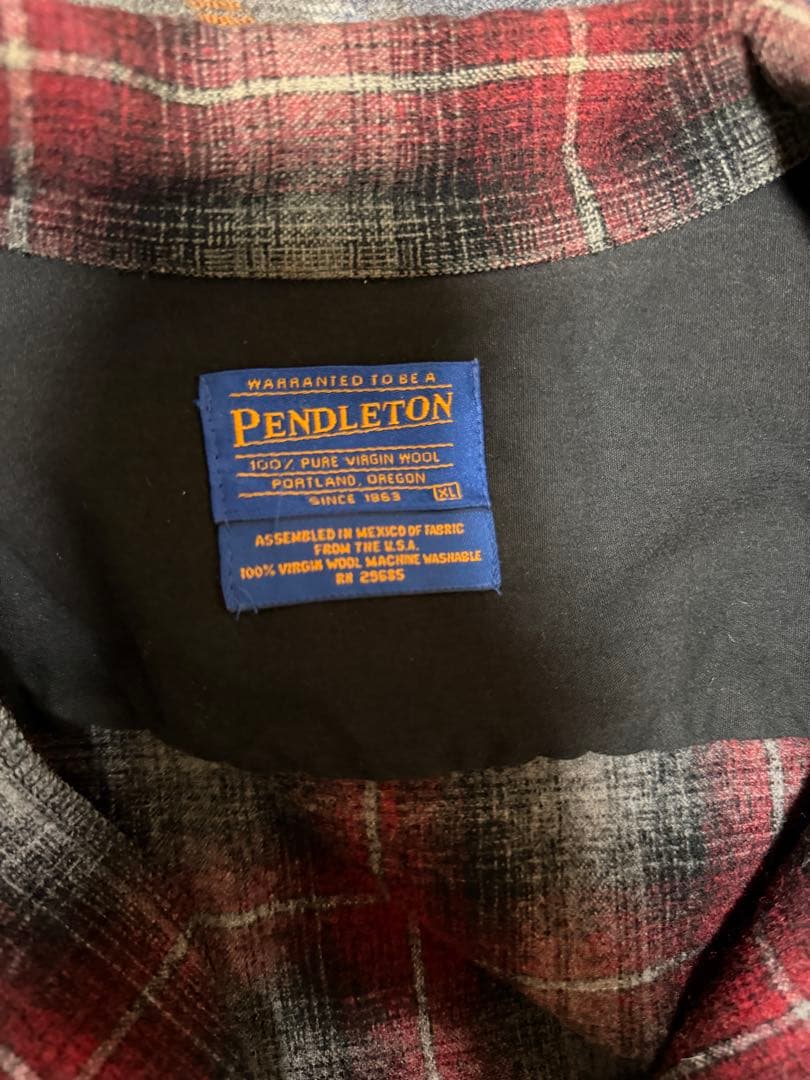 WARRANTED TO BE A
PENDLETON
100% PURE VIRGIN WOOL
PORTLAND, OREGON
SINCE 1863 XL
ASSEMBLED IN MEXICO OF FABRIC
FROM THE U.S.A.
100% VIRGIN WOOL MACHINE WASHABLE
RN 29685